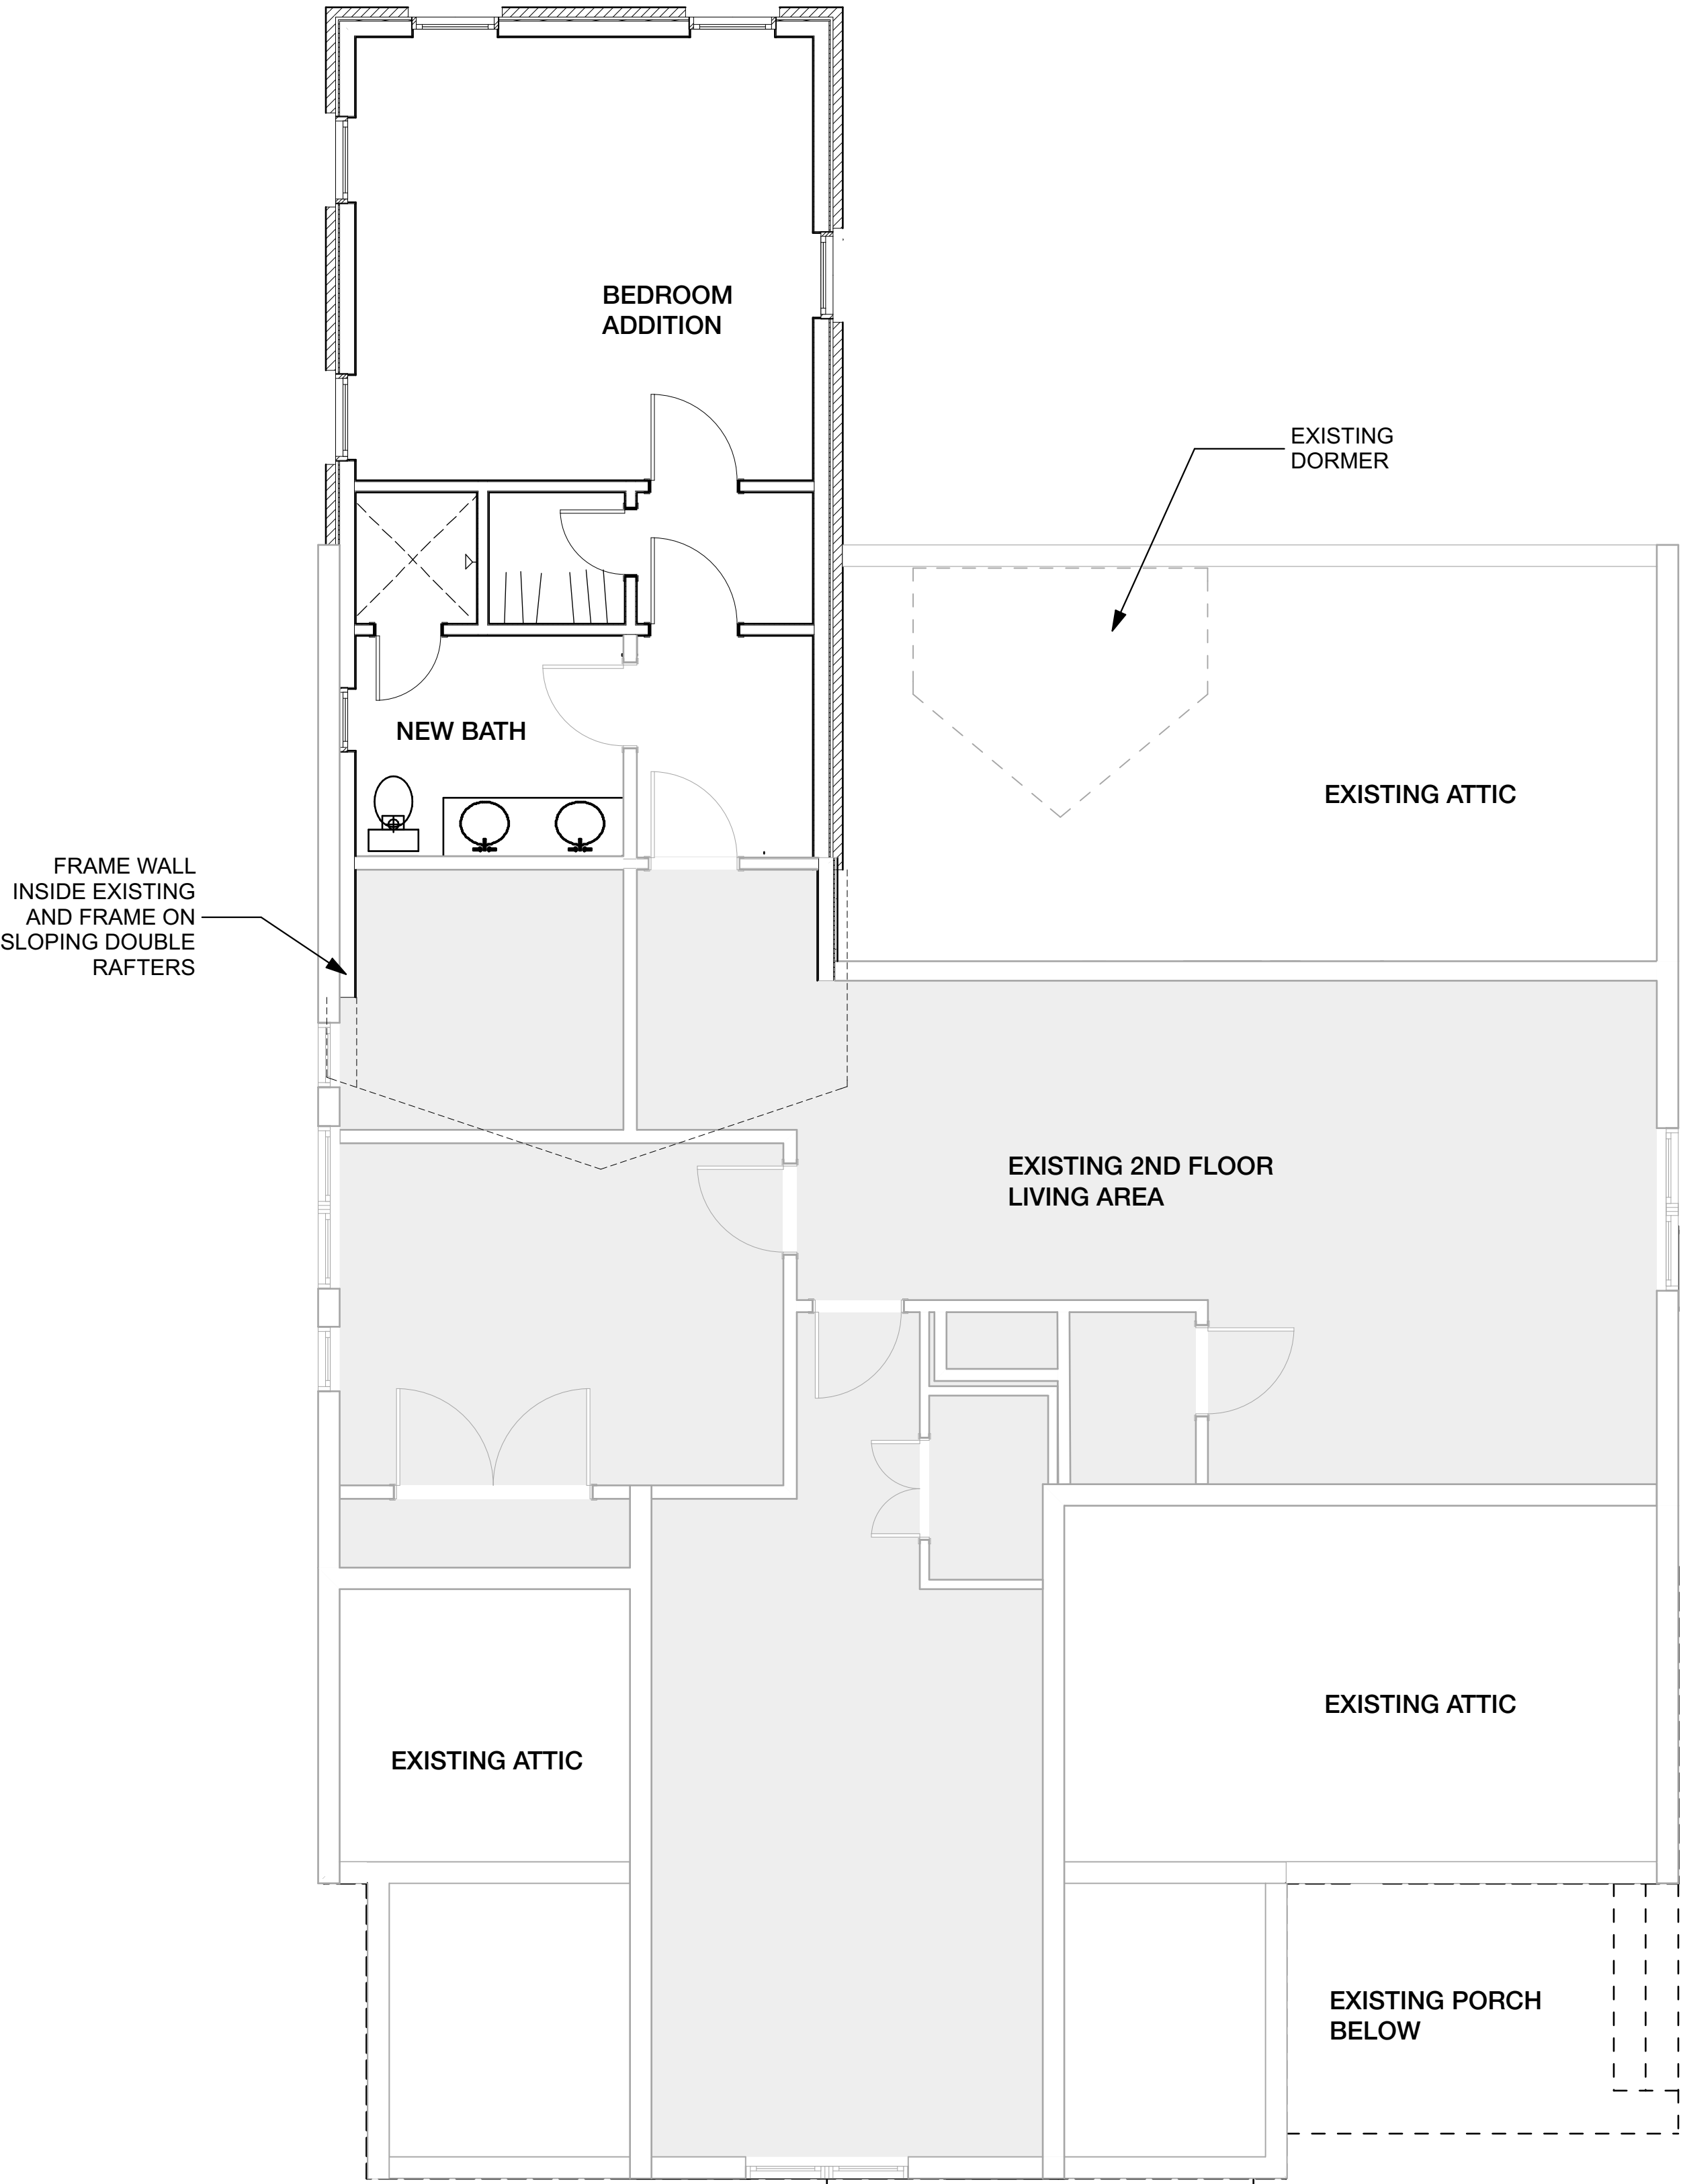 BEDROOM
ADDITION
EXISTING
DORMER
NEW BATH
EXISTING ATTIC
FRAME WALL
INSIDE EXISTING
AND FRAME ON
SLOPING DOUBLE
RAFTERS
EXISTING 2ND FLOOR
LIVING AREA
EXISTING ATTIC
EXISTING ATTIC
EXISTING PORCH
BELOW